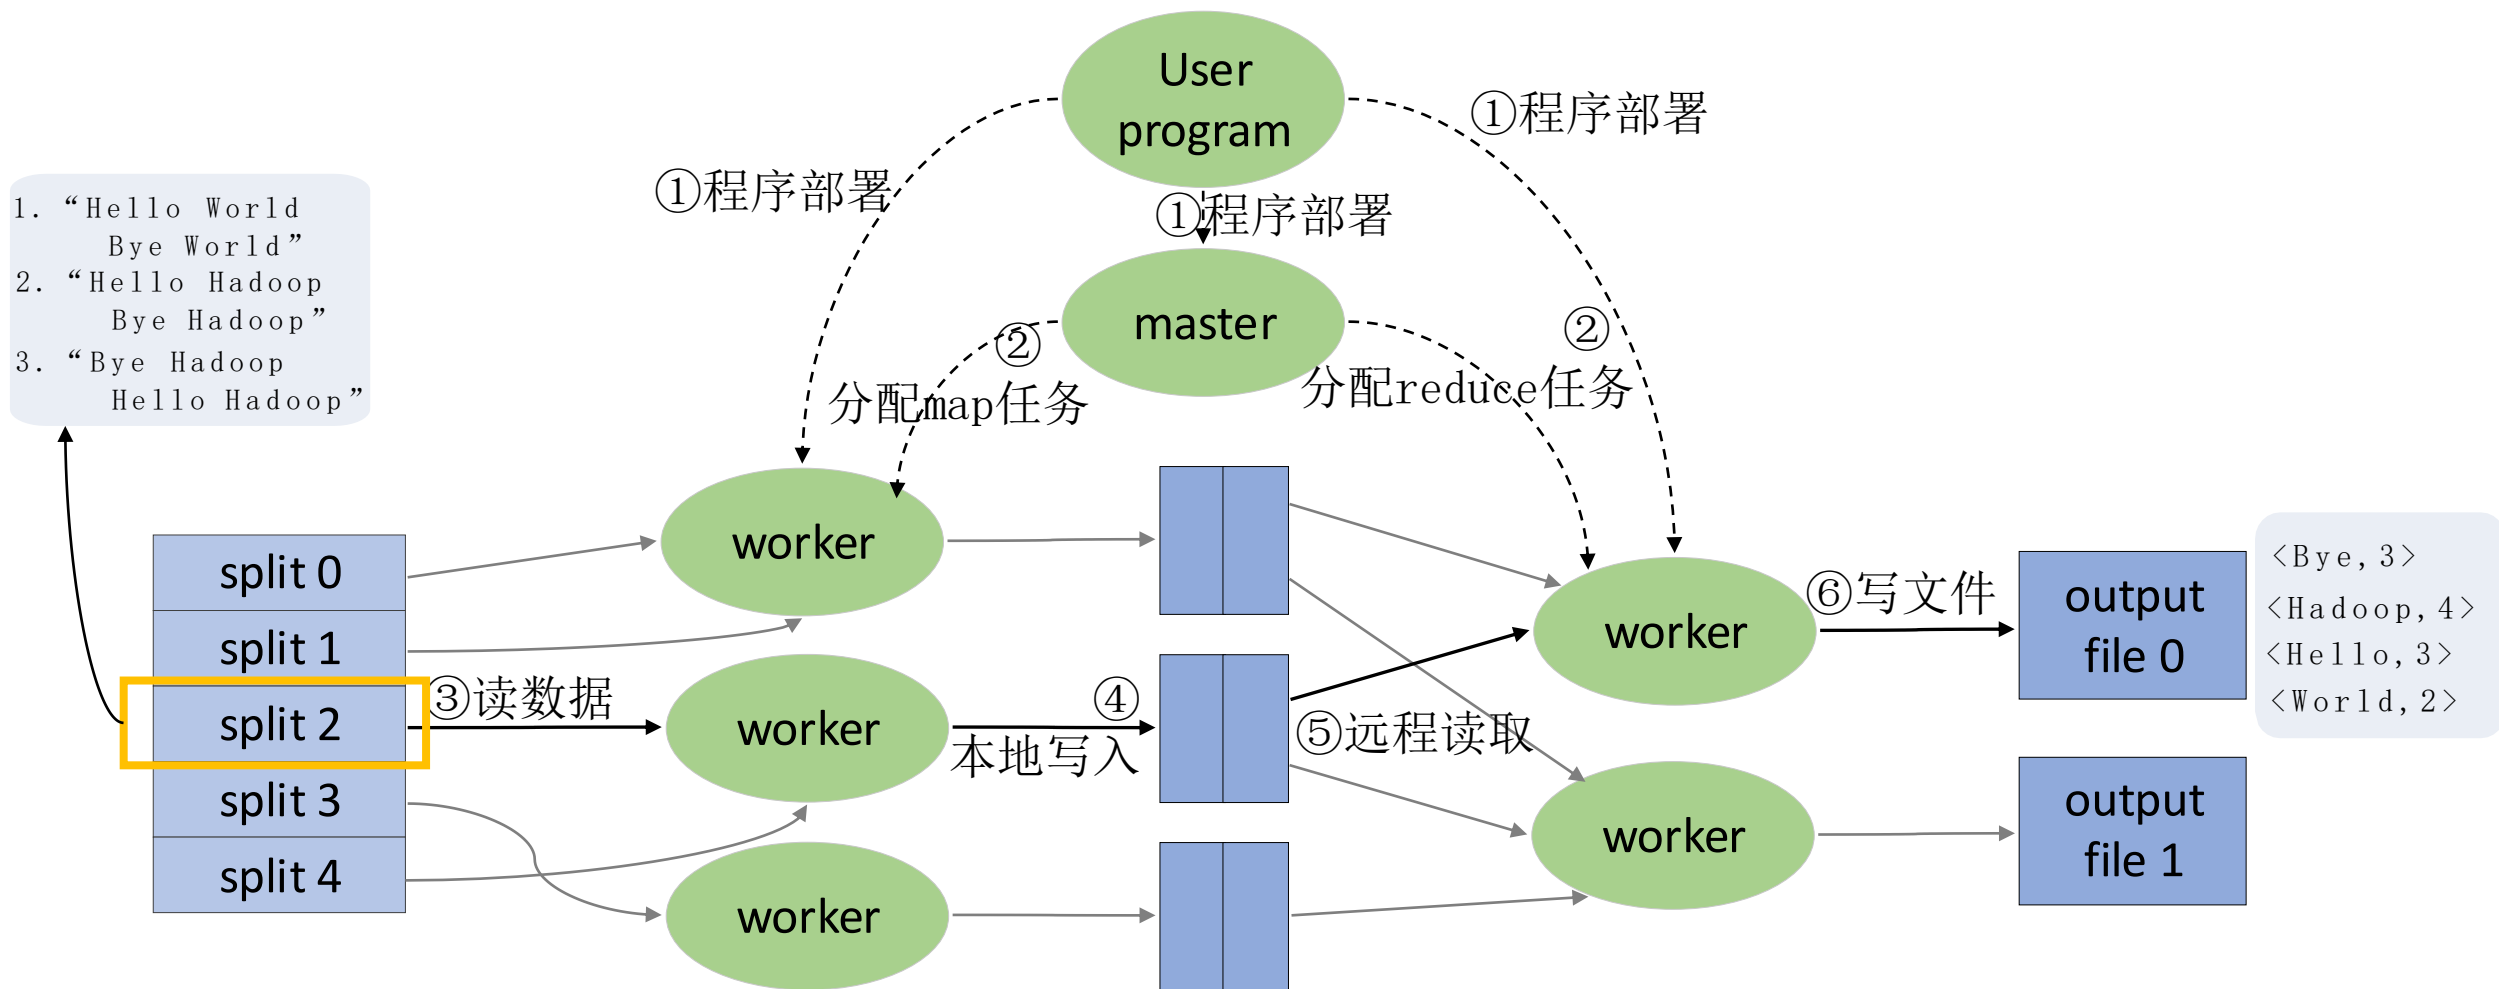 User
program
①程序部署
①程序部署
①程序部署
1. “Hello World
Bye World”
2. “Hello Hadoop
Bye Hadoop”
3. “Bye Hadoop
Hello Hadoop”
master
②
分配map任务
②
分配reduce任务
split 0
split 1
split 2
split 3
split 4
③读数据
worker
worker
worker
④
本地写入
⑤远程读取
worker
worker
⑥写文件
output
file 0
output
file 1
<Bye,3>
<Hadoop,4>
<Hello,3>
<World,2>